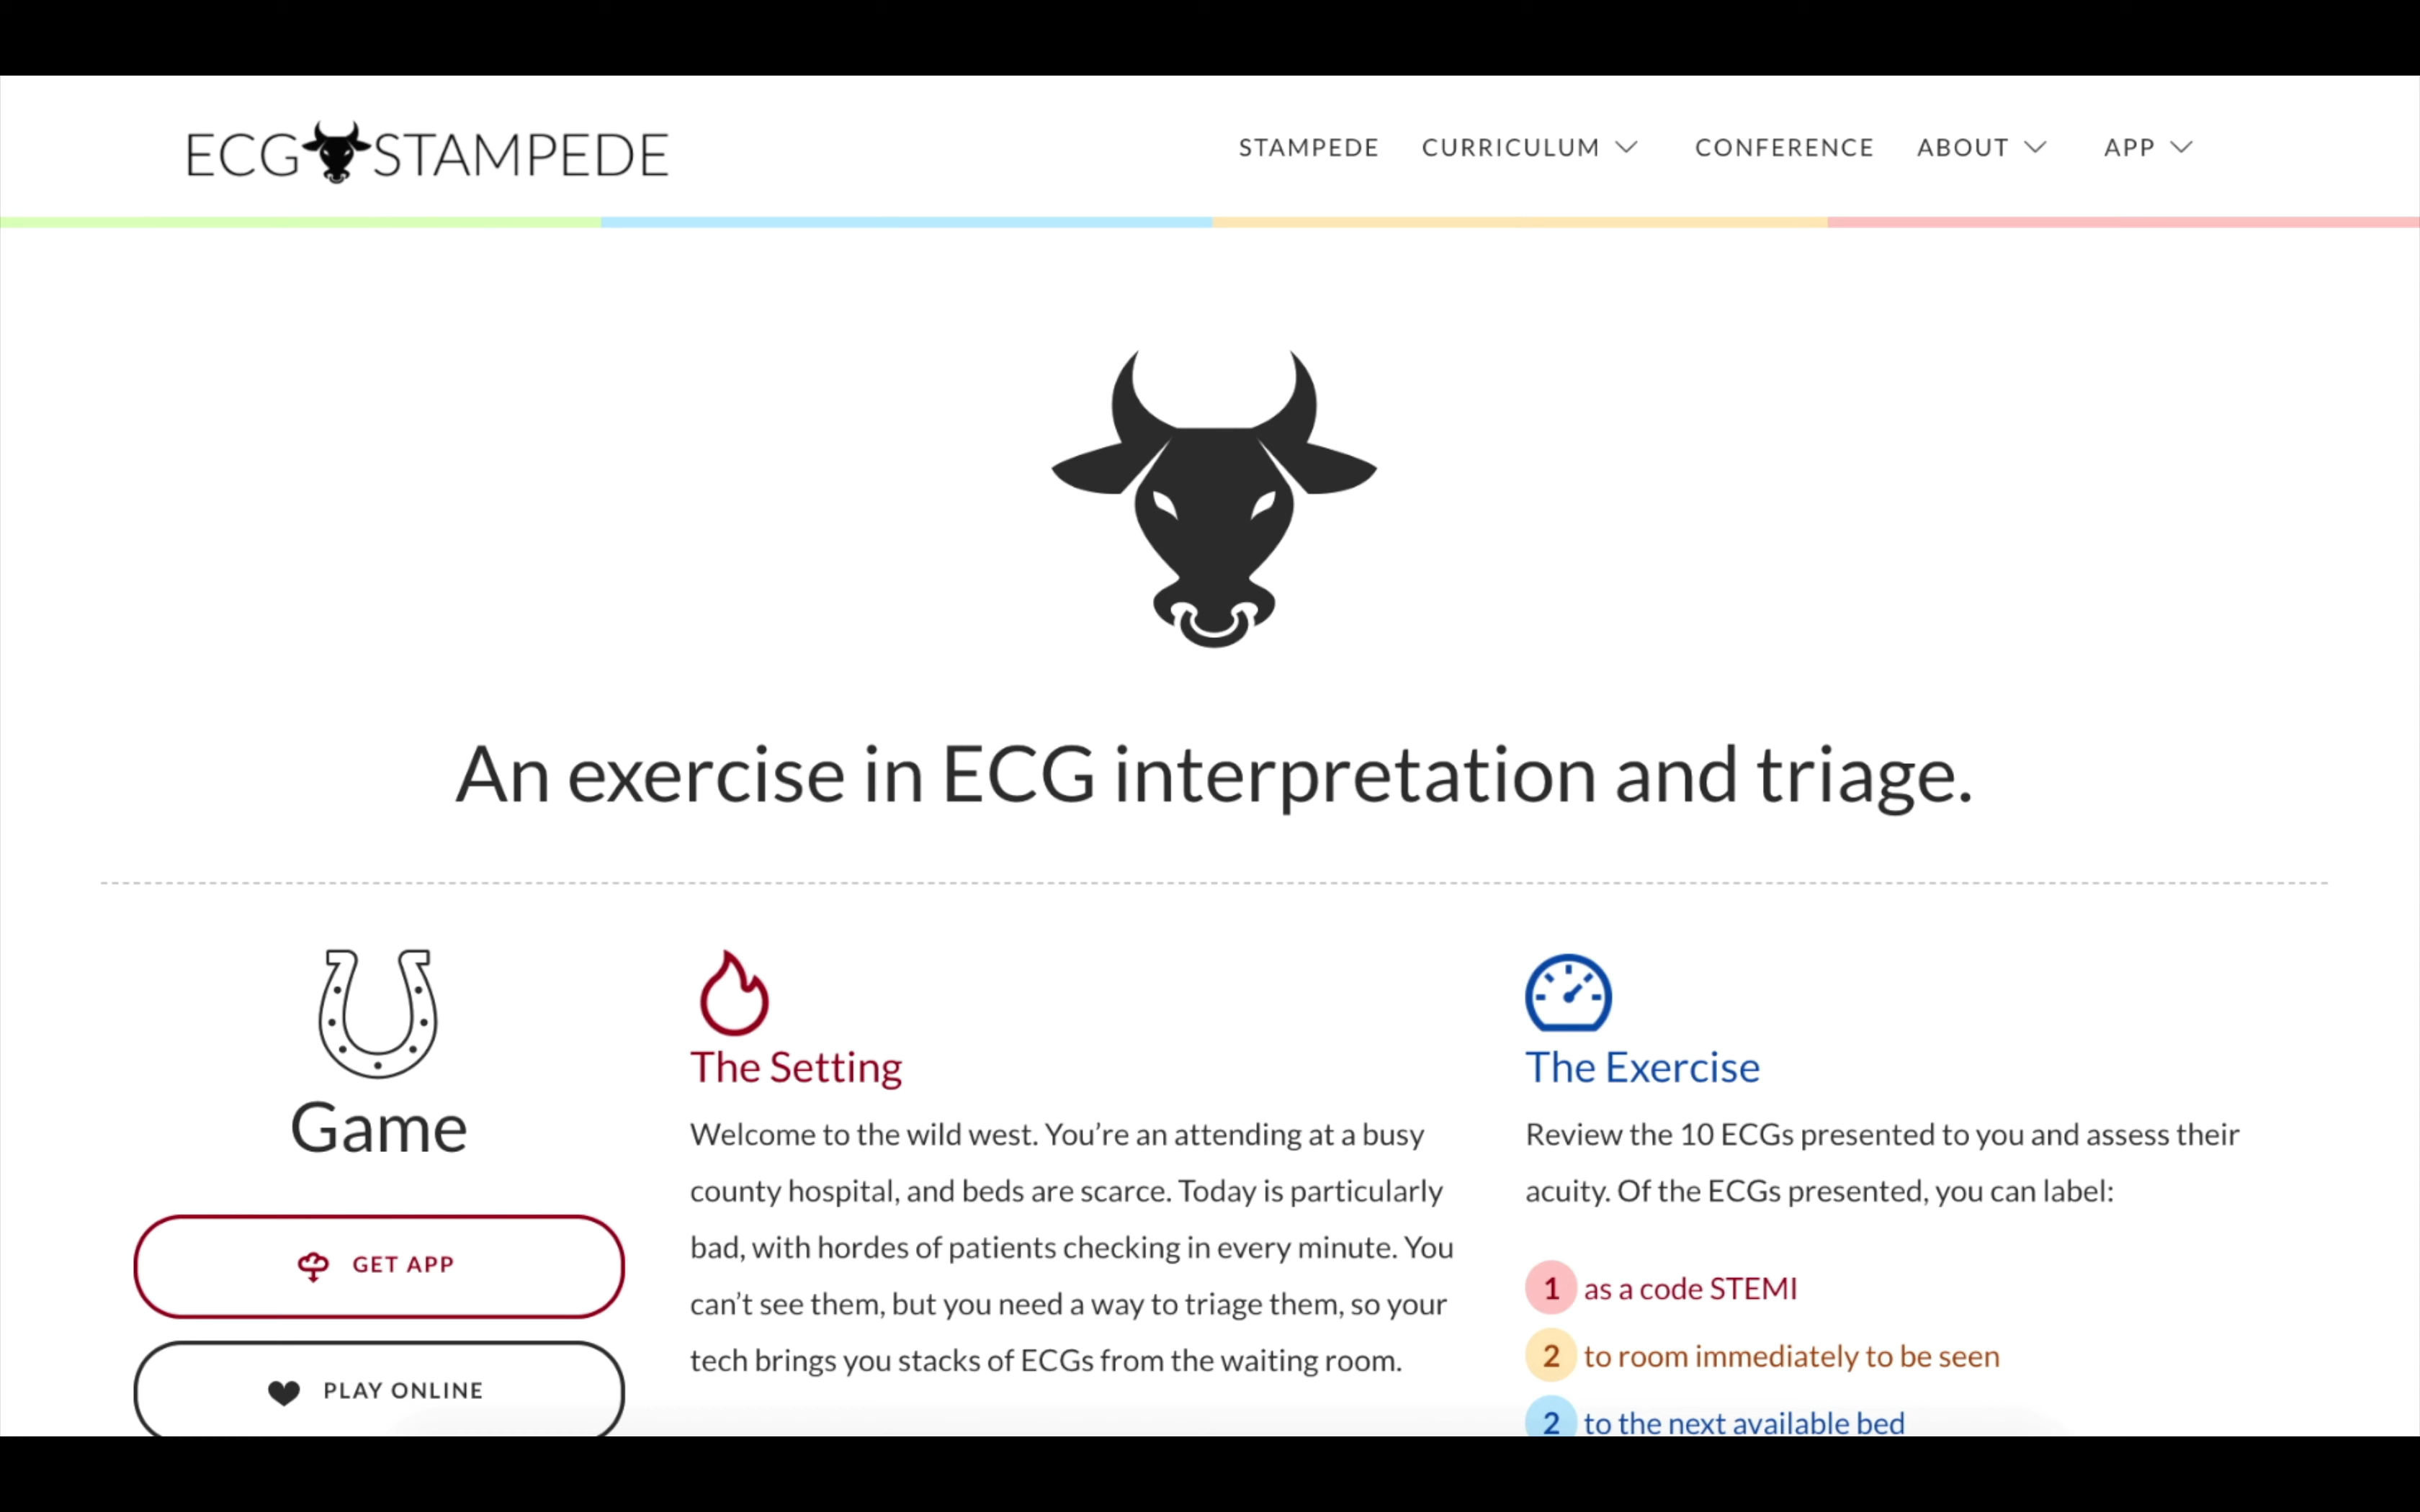 ECG STAMPEDE
STAMPEDE CURRICULUM CONFERENCE ABOUT APP
An exercise in ECG interpretation and triage.
Game
GET APP
PLAY ONLINE
The Setting
Welcome to the wild west. You’re an attending at a busy
county hospital, and beds are scarce. Today is particularly
bad, with hordes of patients checking in every minute. You
can’t see them, but you need a way to triage them, so your
tech brings you stacks of ECGs from the waiting room.
The Exercise
Review the 10 ECGs presented to you and assess their
acuity. Of the ECGs presented, you can label:
1 as a code STEMI
2 to room immediately to be seen
2 to the next available bed